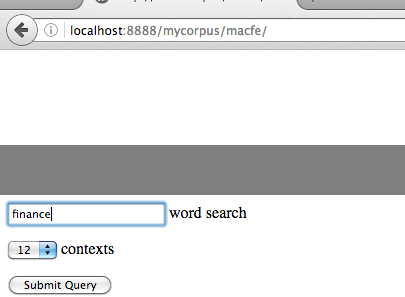 localhost:8888/mycorpus/macfe/
finance word search
12 contexts
Submit Query